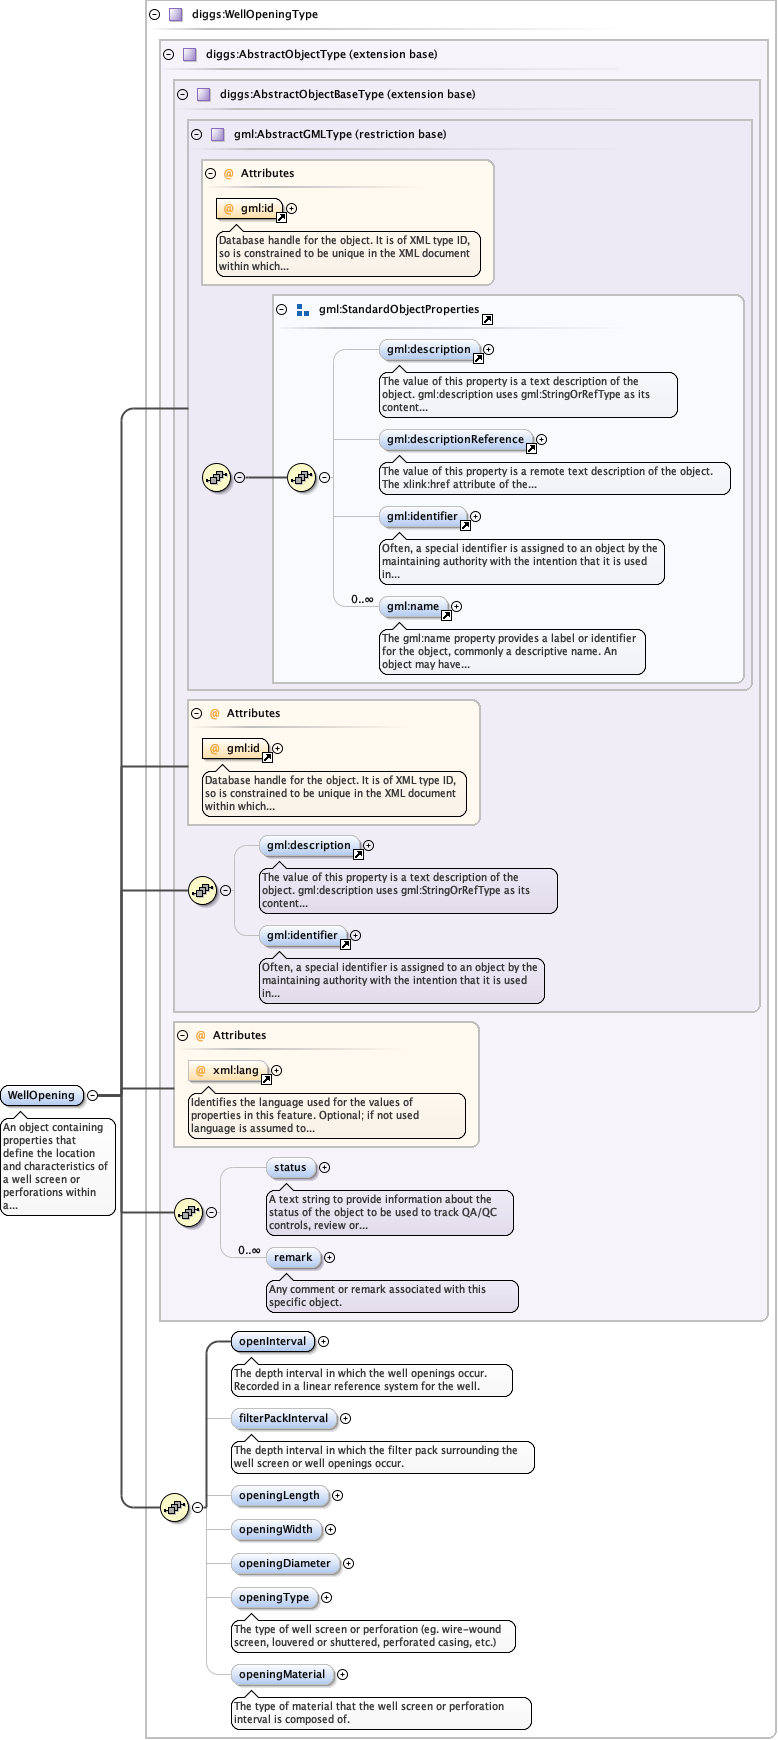 diggs:WellOpeningType
diggs:AbstractObjectType (extension base)
diggs:AbstractObjectBaseType (extension base)
gml:AbstractGMLType (restriction base)
@ Attributes
@ gml:id
Database handle for the object. It is of XML type ID,
so is constrained to be unique in the XML document
within which...
gml:StandardObjectProperties
gml:description
The value of this property is a text description of the
object. gml:description uses gml:StringOrRefType as its
content...
gml:descriptionReference
The value of this property is a remote text description of the object.
The xlink:href attribute of the...
gml:identifier
Often, a special identifier is assigned to an object by the
maintaining authority with the intention that it is used
in...
0..∞
gml:name
The gml:name property provides a label or identifier
for the object, commonly a descriptive name. An
object may have...
@ Attributes
@ gml:id
Database handle for the object. It is of XML type ID,
so is constrained to be unique in the XML document
within which...
gml:description
The value of this property is a text description of the
object. gml:description uses gml:StringOrRefType as its
content...
gml:identifier
Often, a special identifier is assigned to an object by the
maintaining authority with the intention that it is used
in...
@ Attributes
@ xml:lang
Identifies the language used for the values of
properties in this feature. Optional; if not used
language is assumed to...
WellOpening
An object containing
properties that
define the location
and characteristics of
a well screen or
perforations within
a...
status
A text string to provide information about the
status of the object to be used to track QA/QC
controls, review or...
0..∞
remark
Any comment or remark associated with this
specific object.
openInterval
The depth interval in which the well openings occur.
Recorded in a linear reference system for the well.
filterPackInterval
The depth interval in which the filter pack surrounding the
well screen or well openings occur.
openingLength
openingWidth
openingDiameter
openingType
The type of well screen or perforation (eg. wire-wound
screen, louvered or shuttered, perforated casing, etc.)
openingMaterial
The type of material that the well screen or perforation
interval is composed of.